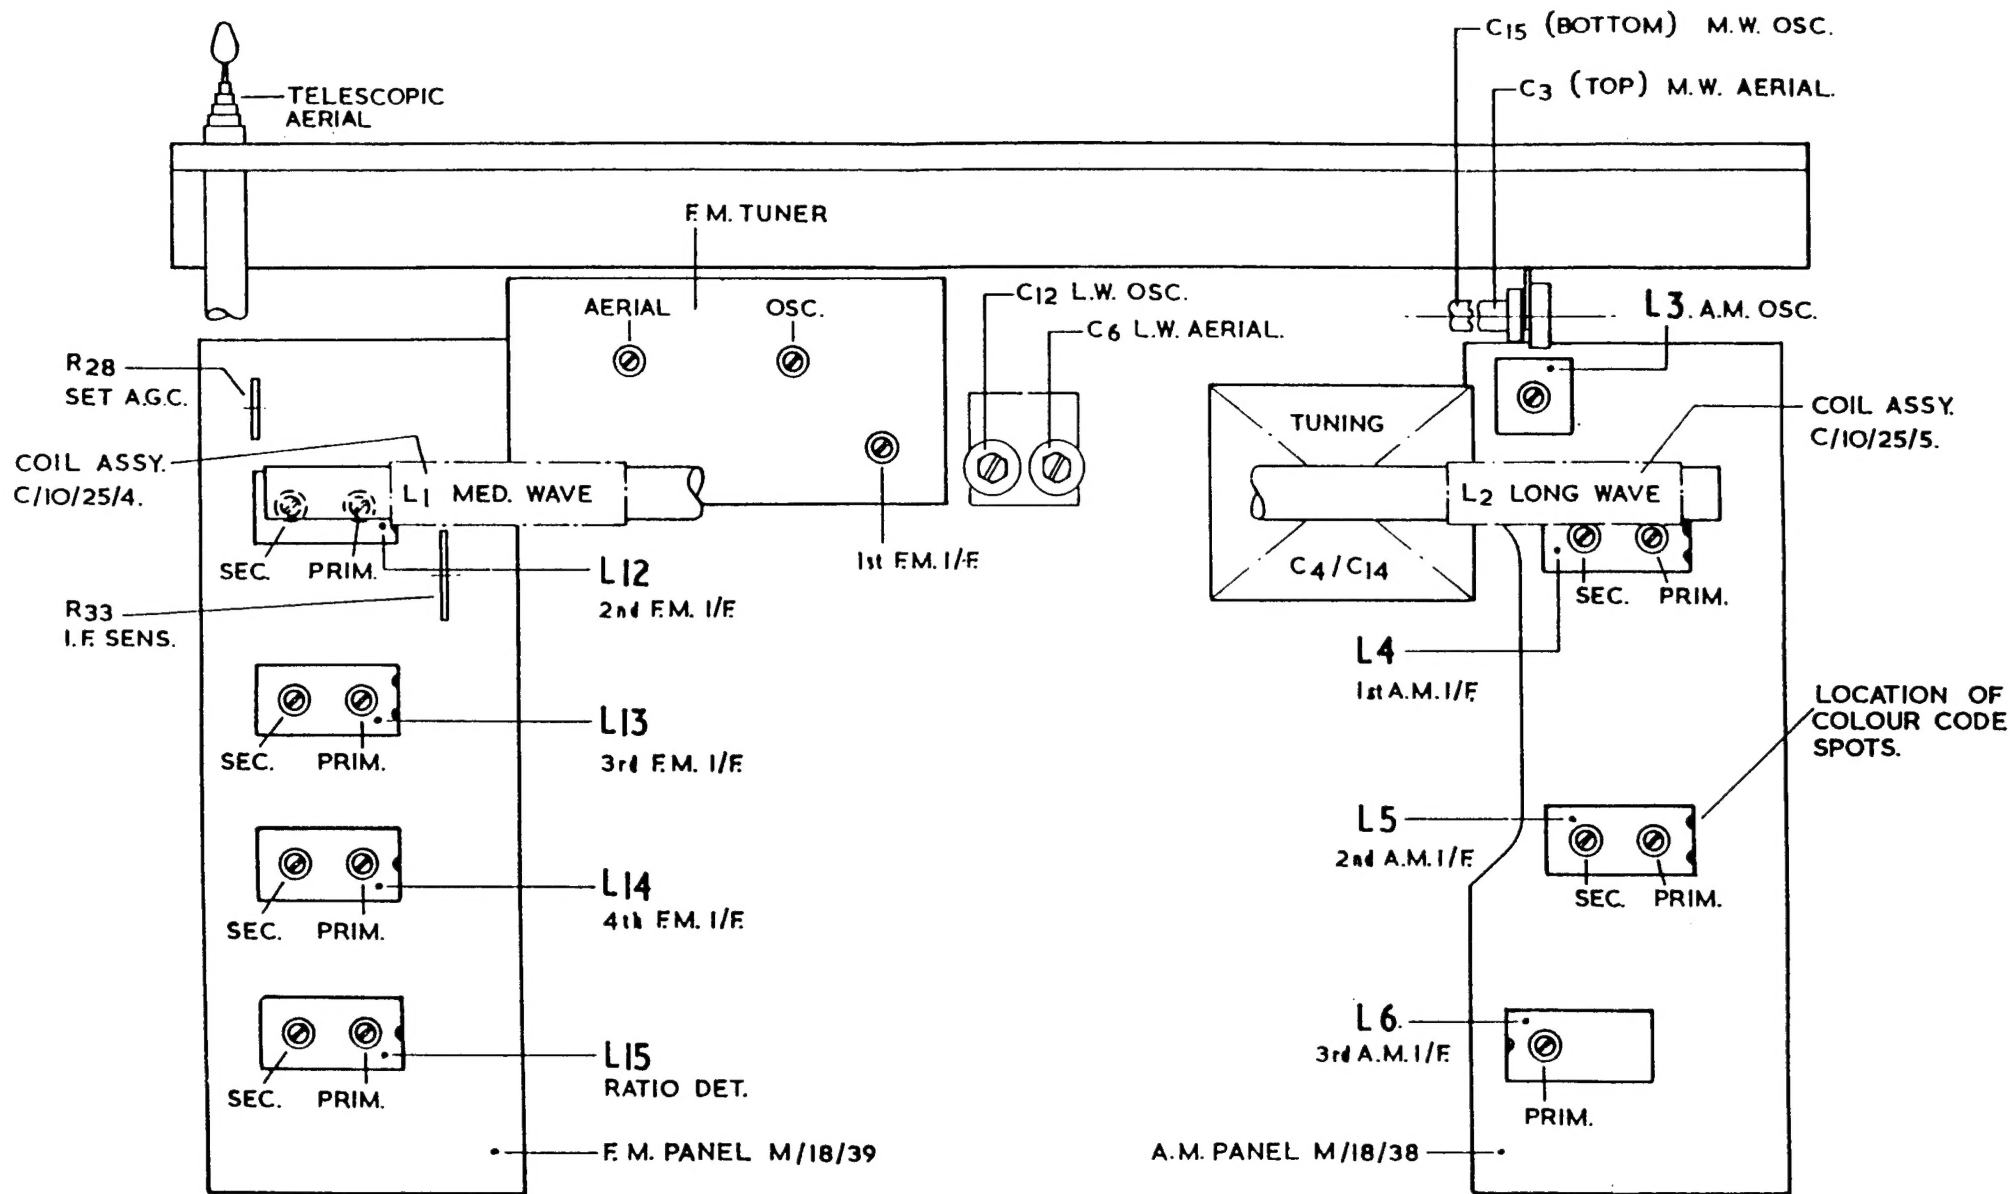 C15 (BOTTOM) M.W. OSC.
C3 (TOP) M.W. AERIAL.
TELESCOPIC
AERIAL
F.M. TUNER
AERIAL
OSC.
C12 L.W. OSC.
C6 L.W. AERIAL.
L3. A.M. OSC.
R28
SET A.G.C.
COIL ASSY.
C/10/25/4.
L1 MED. WAVE
SEC.
PRIM.
L12
2nd F.M. I/F.
1st F.M. I/F.
R33
I.F. SENS.
TUNING
C4/C14
COIL ASSY.
C/10/25/5.
L2 LONG WAVE
SEC.
PRIM.
L4
1st A.M. I/F.
SEC.
PRIM.
L13
3rd F.M. I/F.
LOCATION OF
COLOUR CODE
SPOTS.
SEC.
PRIM.
L14
4th F.M. I/F.
L5
2nd A.M. I/F.
SEC.
PRIM.
SEC.
PRIM.
L15
RATIO DET.
L6.
3rd A.M. I/F.
PRIM.
F.M. PANEL M/18/39
A.M. PANEL M/18/38